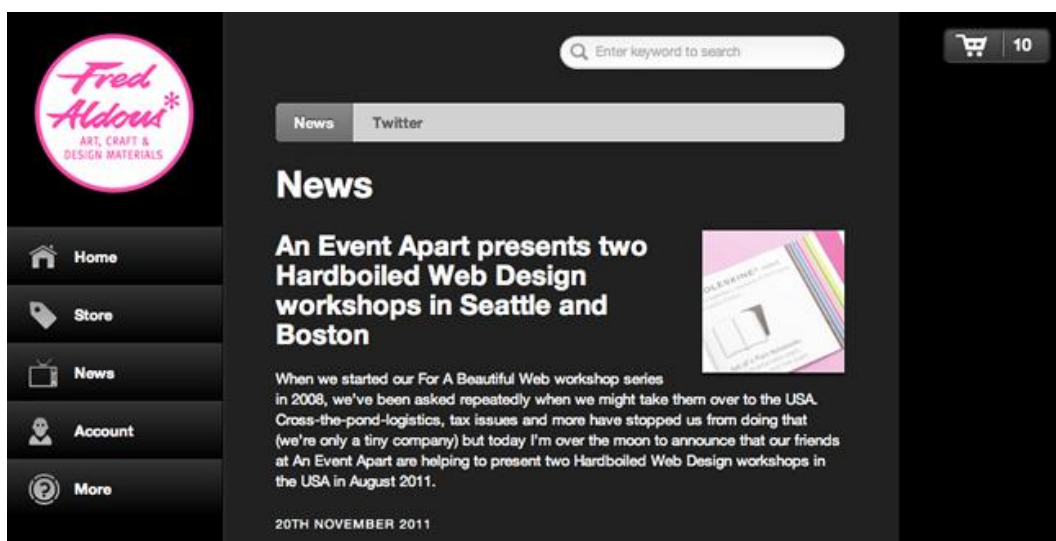 Fred
Aldous*
ART, CRAFT &
DESIGN MATERIALS
Home
Store
News
Account
More
Enter keyword to search
10
News Twitter
News
An Event Apart presents two
Hardboiled Web Design
workshops in Seattle and
Boston
MOLESKINE®
When we started our For A Beautiful Web workshop series
in 2008, we've been asked repeatedly when we might take them over to the USA.
Cross-the-pond-logistics, tax issues and more have stopped us from doing that
(we're only a tiny company) but today I'm over the moon to announce that our friends
at An Event Apart are helping to present two Hardboiled Web Design workshops in
the USA in August 2011.
20TH NOVEMBER 2011